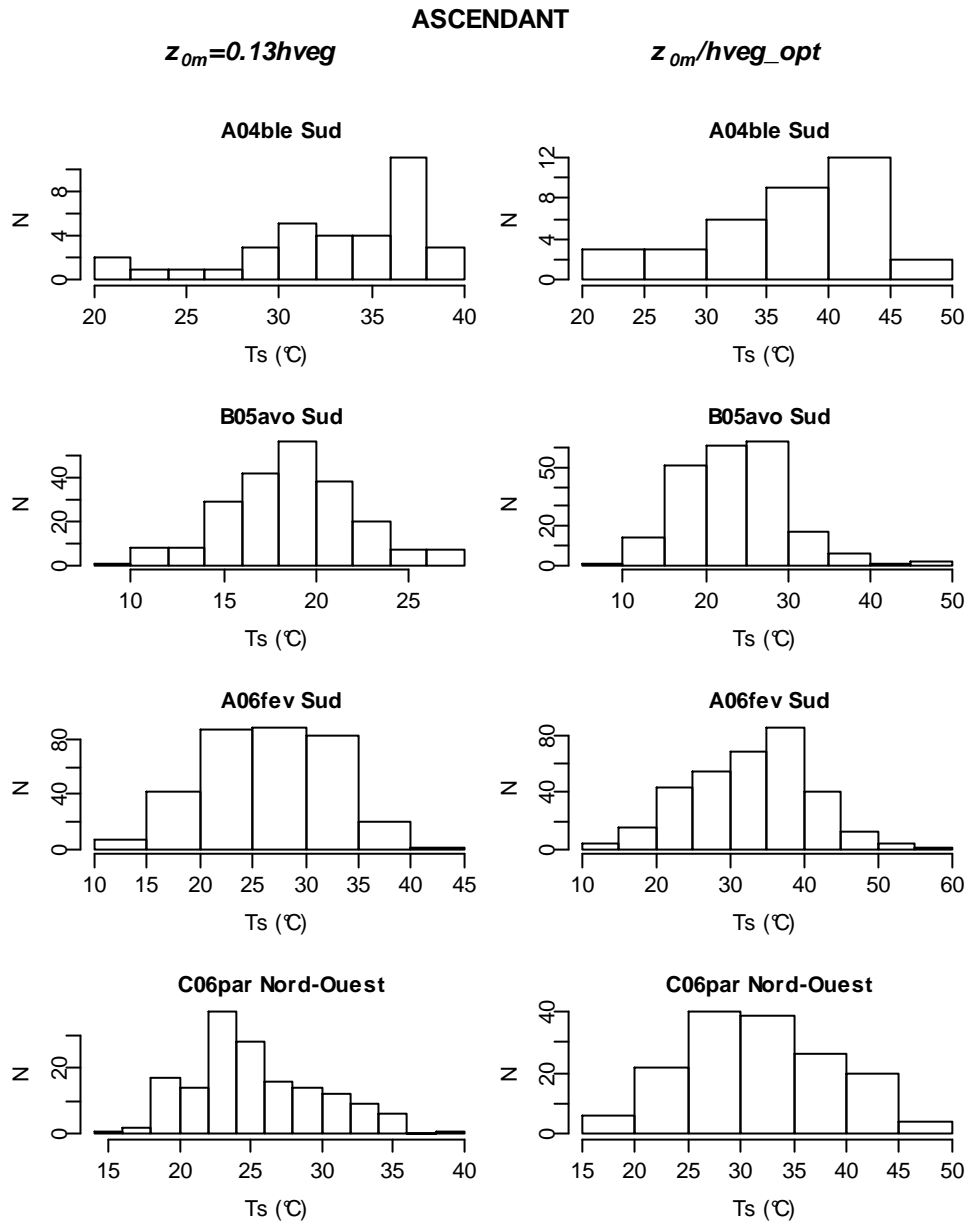 ASCENDANT
z0m=0.13hveg
z0m/hveg_opt
A04ble Sud
N
0 4 8
20 25 30 35 40
Ts (°C)
A04ble Sud
N
0 4 8 12
20 25 30 35 40 45 50
Ts (°C)
B05avo Sud
N
0 20 40
10 15 20 25
Ts (°C)
B05avo Sud
N
0 20 50
10 20 30 40 50
Ts (°C)
A06fev Sud
N
0 40 80
10 15 20 25 30 35 40 45
Ts (°C)
A06fev Sud
N
0 40 80
10 20 30 40 50 60
Ts (°C)
C06par Nord-Ouest
N
0 20
15 20 25 30 35 40
Ts (°C)
C06par Nord-Ouest
N
0 20 40
15 20 25 30 35 40 45 50
Ts (°C)